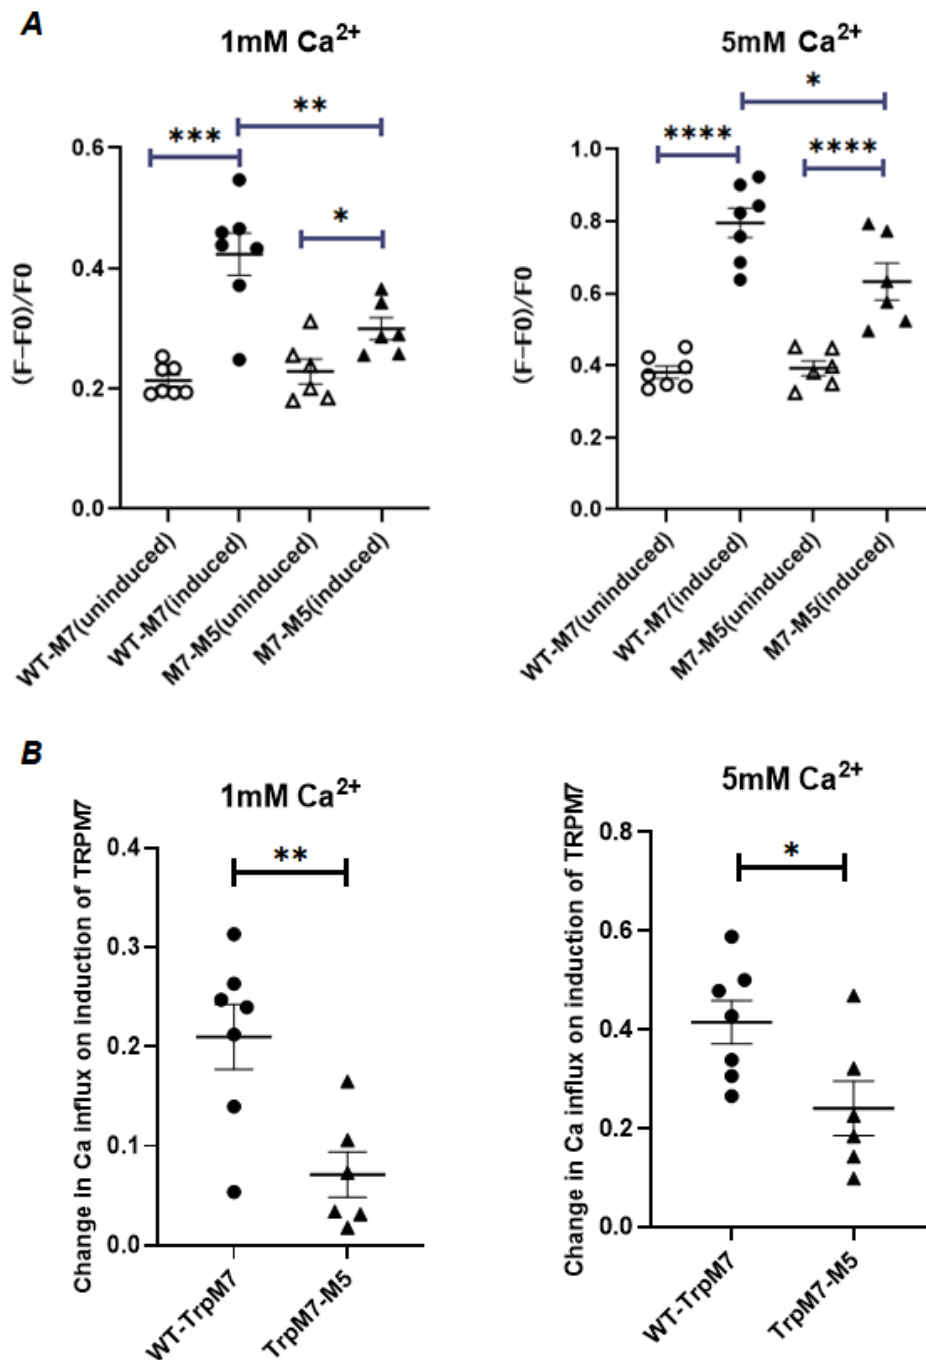 A
1mM Ca2+
5mM Ca2+
*
**
***
****
****
*
0.6
0.4
0.2
0.0
(F-F0)/F0
1.0
0.8
0.6
0.4
0.2
0.0
(F-F0)/F0
WT-M7(uninduced)
WT-M7(induced)
M7-M5(uninduced)
M7-M5(induced)
WT-M7(uninduced)
WT-M7(induced)
M7-M5(uninduced)
M7-M5(induced)
B
1mM Ca2+
5mM Ca2+
**
*
Change in Ca influx on induction of TRPM7
0.4
0.3
0.2
0.1
0.0
Change in Ca influx on induction of TRPM7
0.8
0.6
0.4
0.2
0.0
WT-TrpM7
TrpM7-M5
WT-TrpM7
TrpM7-M5